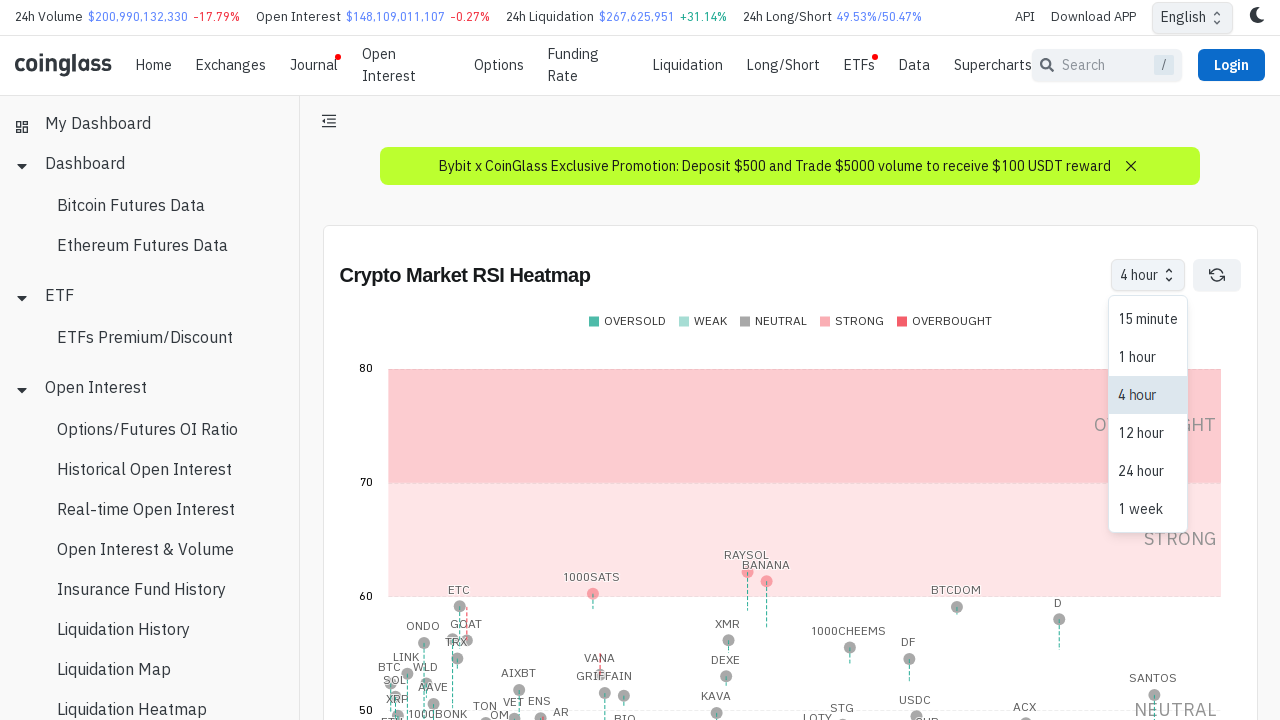 24h Volume $200,990,132,330 -17.79% Open Interest $148,109,011,107 -0.27% 24h Liquidation $267,625,951 +31.14% 24h Long/Short 49.53%/50.47% API Download APP English
coinglass Home Exchanges Journal Open Interest Options Funding Rate Liquidation Long/Short ETFs Data Supercharts Search / Login
My Dashboard
Dashboard
Bitcoin Futures Data
Ethereum Futures Data
ETF
ETFs Premium/Discount
Open Interest
Options/Futures OI Ratio
Historical Open Interest
Real-time Open Interest
Open Interest & Volume
Insurance Fund History
Liquidation History
Liquidation Map
Liquidation Heatmap
Bybit x CoinGlass Exclusive Promotion: Deposit $500 and Trade $5000 volume to receive $100 USDT reward
Crypto Market RSI Heatmap 4 hour
15 minute
1 hour
4 hour
12 hour
24 hour
1 week
OVERSOLD WEAK NEUTRAL STRONG OVERBOUGHT
80
70
STRONG
RAYSOL
BANANA
1000SATS
ETC BTCDOM
60
D
ONDO GOAT XMR 1000CHEEMS
TRX DF
LINK VANA DEXE
BTC WLD AIXBT GRIFFAIN SANTOS
SOL AAVE
XRP TON VET ENS KAVA USDC
1000BONK OM AR STG ACX
50 BIO NEUTRAL